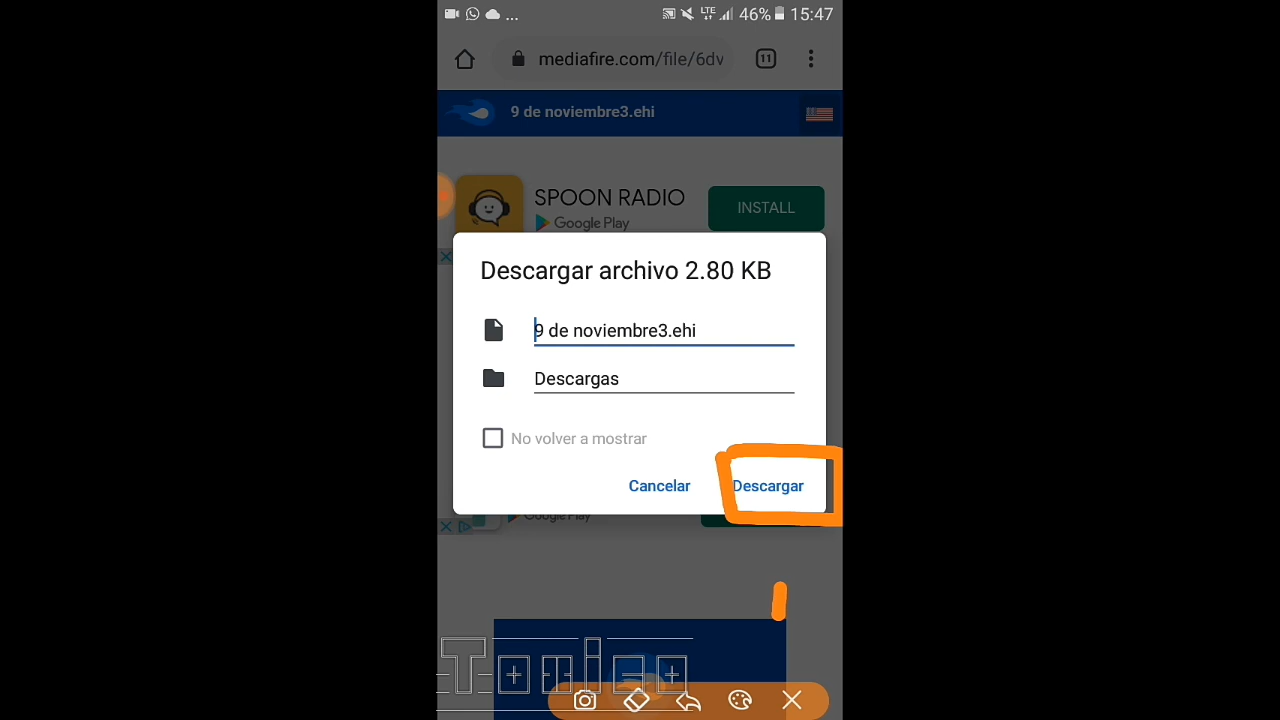 ... LTE 46% 15:47
mediafire.com/file/6dv 11
9 de noviembre3.ehi
SPOON RADIO
Google Play
INSTALL
Descargar archivo 2.80 KB
9 de noviembre3.ehi
Descargas
No volver a mostrar
Cancelar Descargar
Google Play